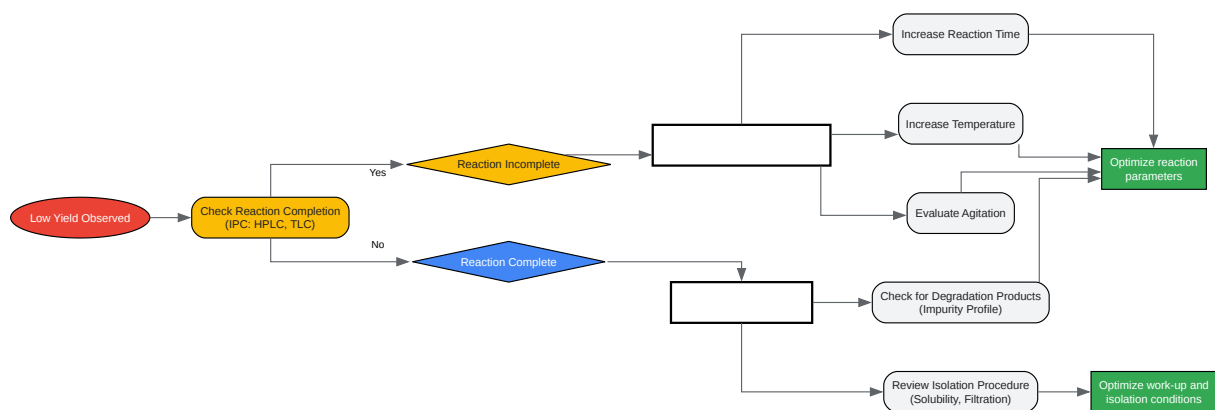 Increase Reaction Time
Increase Temperature
Reaction Incomplete
Yes
Optimize reaction
parameters
Low Yield Observed
Check Reaction Completion
(IPC: HPLC, TLC)
Evaluate Agitation
No
Reaction Complete
Check for Degradation Products
(Impurity Profile)
Review Isolation Procedure
(Solubility, Filtration)
Optimize work-up and
isolation conditions